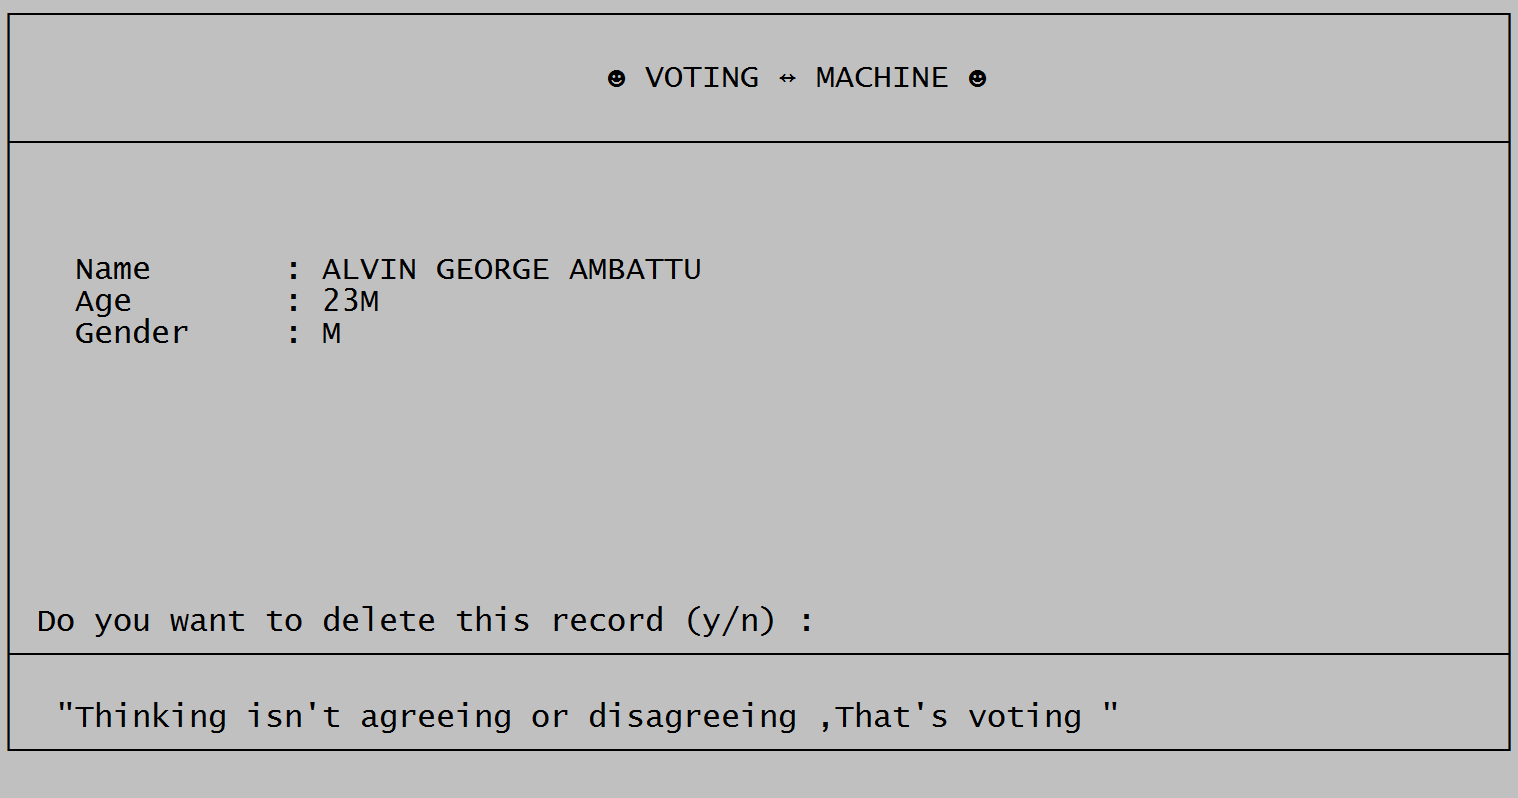 ☻ VOTING ↔ MACHINE ☻
Name : ALVIN GEORGE AMBATTU
Age : 23M
Gender : M
Do you want to delete this record (y/n) :
"Thinking isn't agreeing or disagreeing ,That's voting "